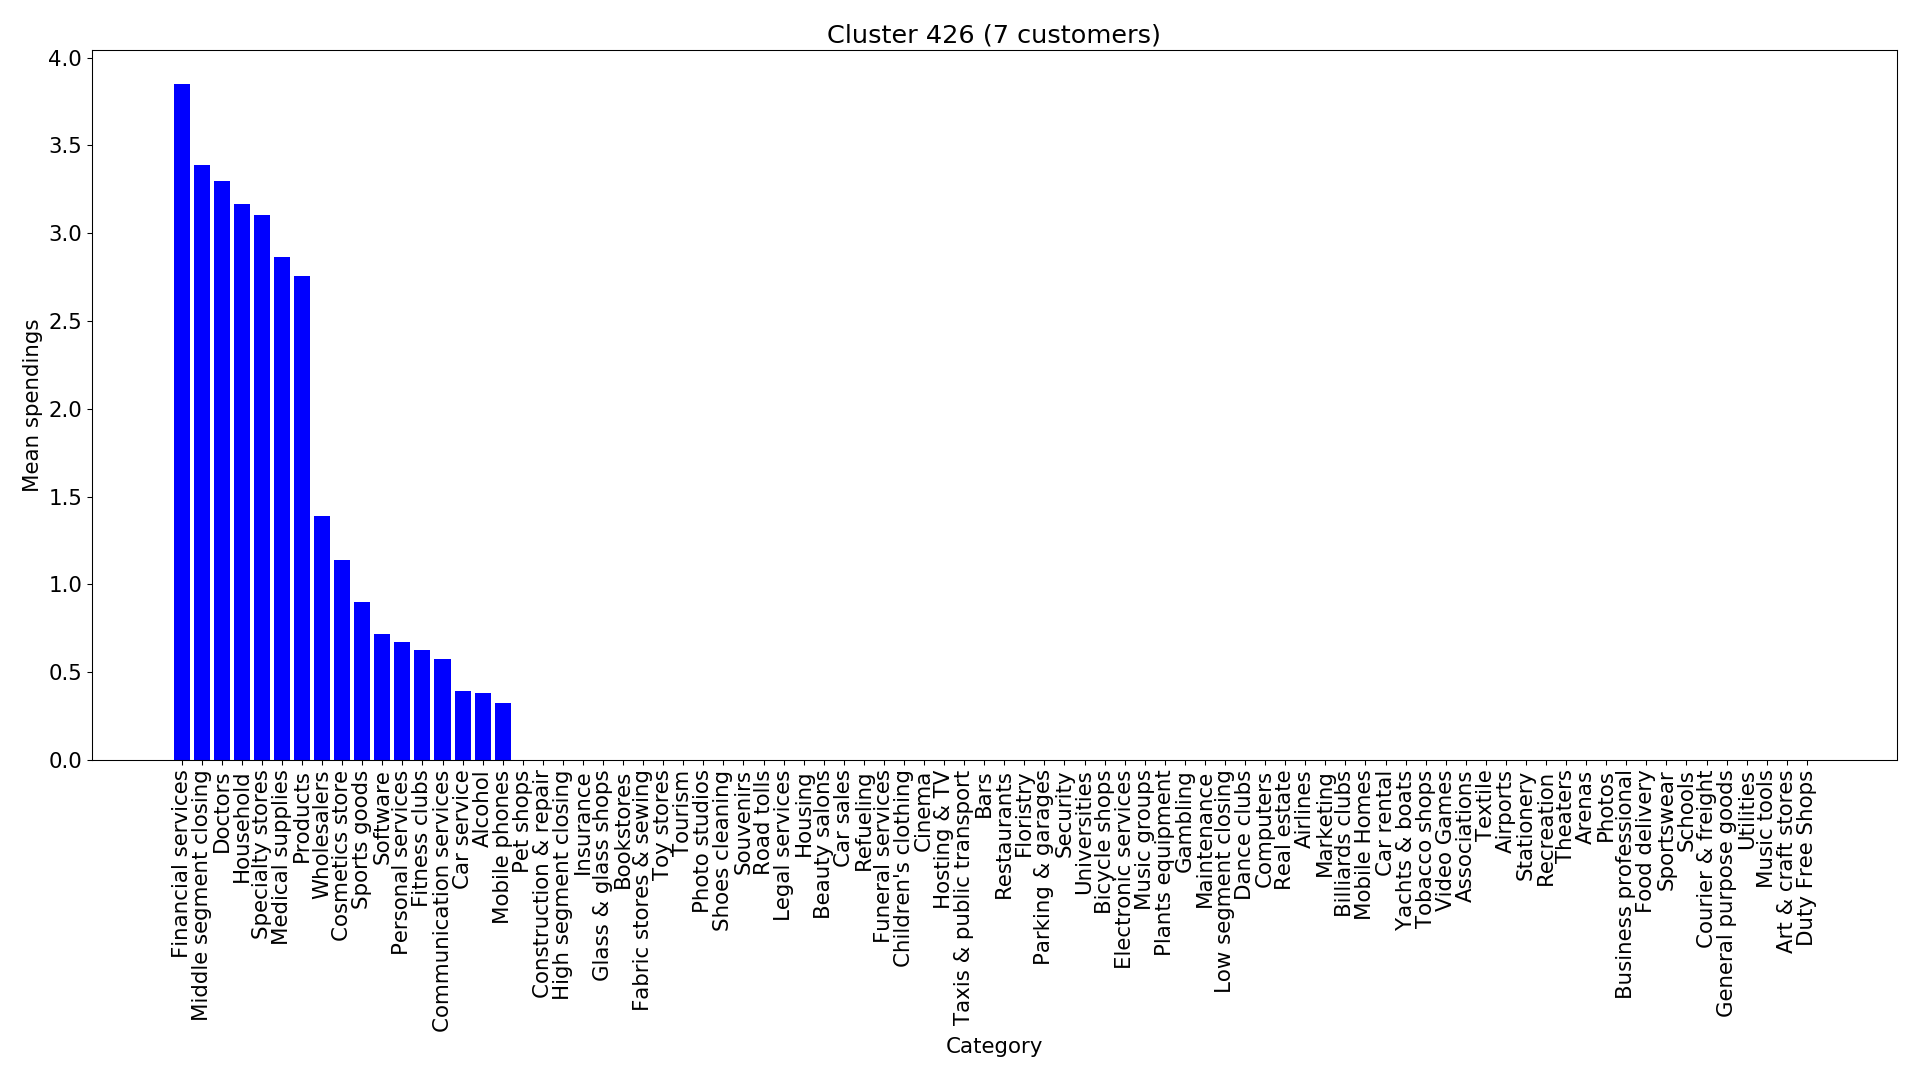 Cluster 426 (7 customers)
4.0
3.5
3.0
2.5
2.0
1.5
1.0
0.5
0.0
Mean spendings
Financial services
Middle segment closing
Doctors
Household
Specialty stores
Medical supplies
Products
Wholesalers
Cosmetics store
Sports goods
Software
Personal services
Fitness clubs
Communication services
Car service
Alcohol
Mobile phones
Pet shops
Construction & repair
High segment closing
Insurance
Glass & glass shops
Bookstores
Fabric stores & sewing
Toy stores
Tourism
Photo studios
Shoes cleaning
Souvenirs
Road tolls
Legal services
Housing
Beauty salons
Car sales
Refueling
Funeral services
Children's clothing
Cinema
Hosting & TV
Taxis & public transport
Bars
Restaurants
Floristry
Parking & garages
Security
Universities
Bicycle shops
Electronic services
Music groups
Plants equipment
Gambling
Maintenance
Low segment closing
Dance clubs
Computers
Real estate
Airlines
Marketing
Billiards clubs
Mobile Homes
Car rental
Yachts & boats
Tobacco shops
Video Games
Associations
Textile
Airports
Stationery
Recreation
Theaters
Arenas
Photos
Business professional
Food delivery
Sportswear
Schools
Courier & freight
General purpose goods
Utilities
Music tools
Art & craft stores
Duty Free Shops
Category